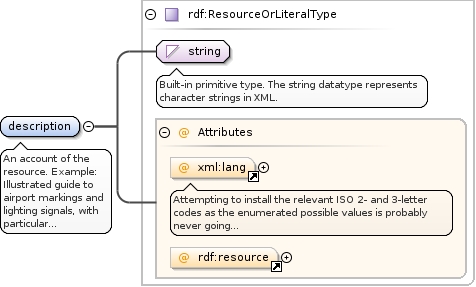 rdf:ResourceOrLiteralType
string
Built-in primitive type. The string datatype represents
character strings in XML.
description
An account of the
resource. Example:
Illustrated guide to
airport markings and
lighting signals, with
particular...
@ Attributes
@ xml:lang
Attempting to install the relevant ISO 2- and 3-letter
codes as the enumerated possible values is probably
never going...
@ rdf:resource